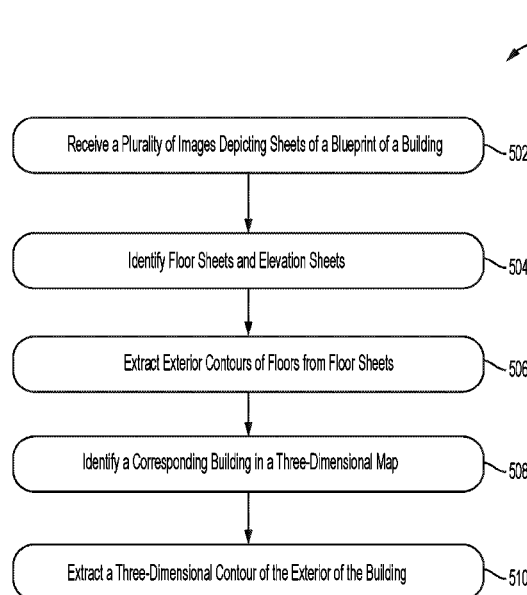 Receive a Plurality of Images Depicting Sheets of a Blueprint of a Building
502
Identify Floor Sheets and Elevation Sheets
504
Extract Exterior Contours of Floors from Floor Sheets
506
Identify a Corresponding Building in a Three-Dimensional Map
508
Extract a Three-Dimensional Contour of the Exterior of the Building
510